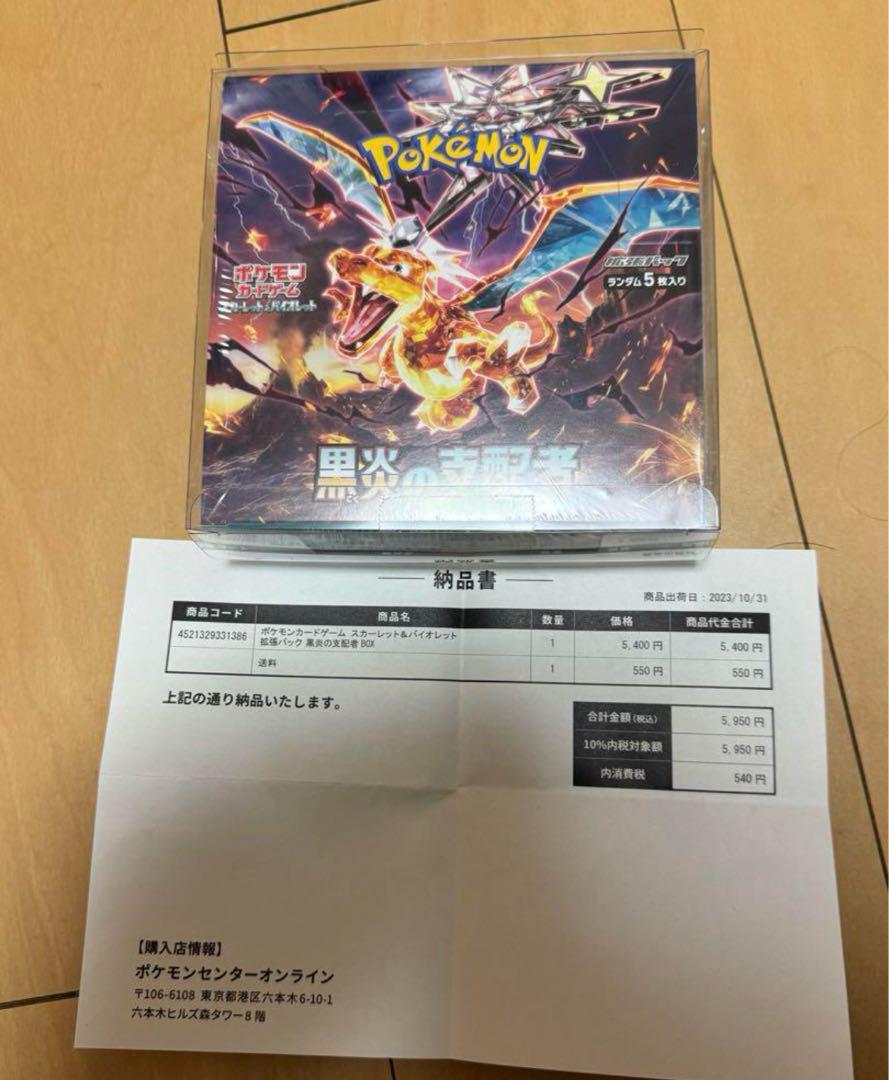 POKÉMON
ポケモン
カードゲーム
スカーレット&バイオレット
拡張パック
ランダム5枚入り
黒炎の支配者
納品書
商品出荷日:2023/10/31
商品コード 商品名 数量 価格 商品代金合計
4521329331386 ポケモンカードゲーム スカーレット&バイオレット 1 5,400 円 5,400 円
拡張パック 黒炎の支配者 BOX
送料 1 550 円 550 円
上記の通り納品いたします。
合計金額(税込) 5,950 円
10%内税対象額 5,950 円
内消費税 540 円
【購入店情報】
ポケモンセンターオンライン
〒106-6108 東京都港区六本木6-10-1
六本木ヒルズ森タワー8 階